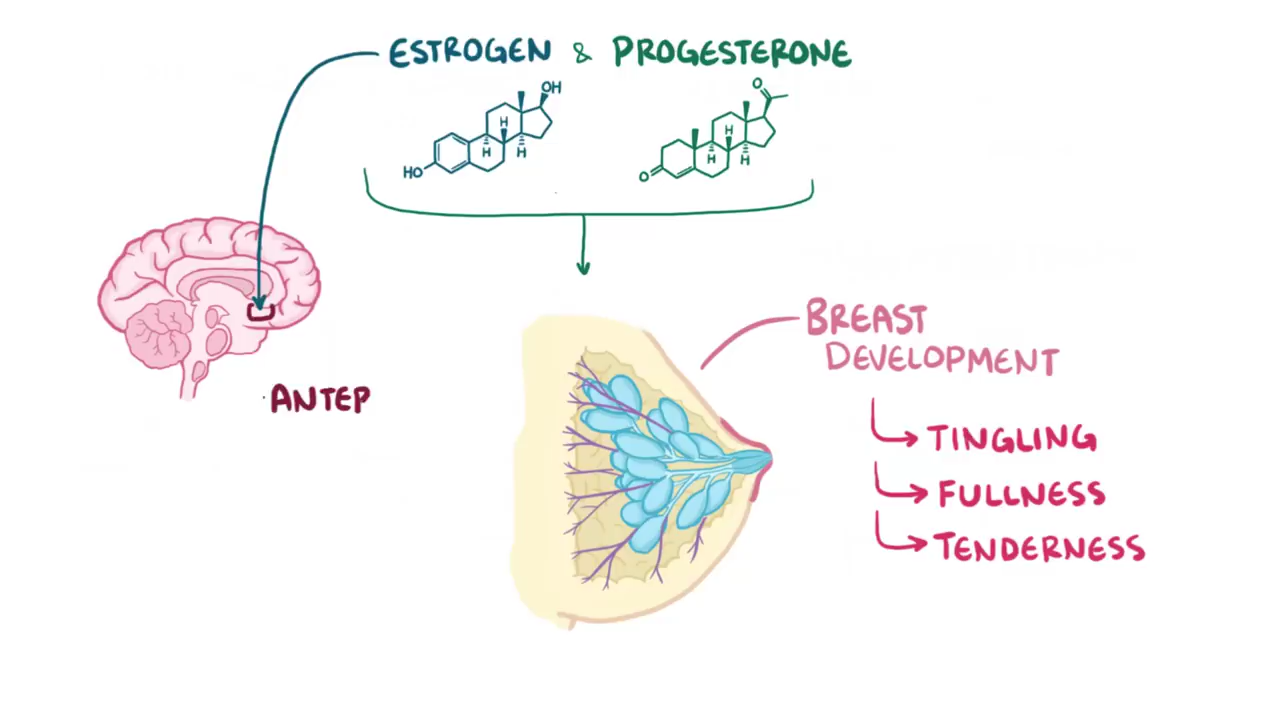 ESTROGEN & PROGESTERONE
OH
HO
H
H
H
O
O
H
H
H
BREAST
DEVELOPMENT
ANTEP
TINGLING
FULLNESS
TENDERNESS